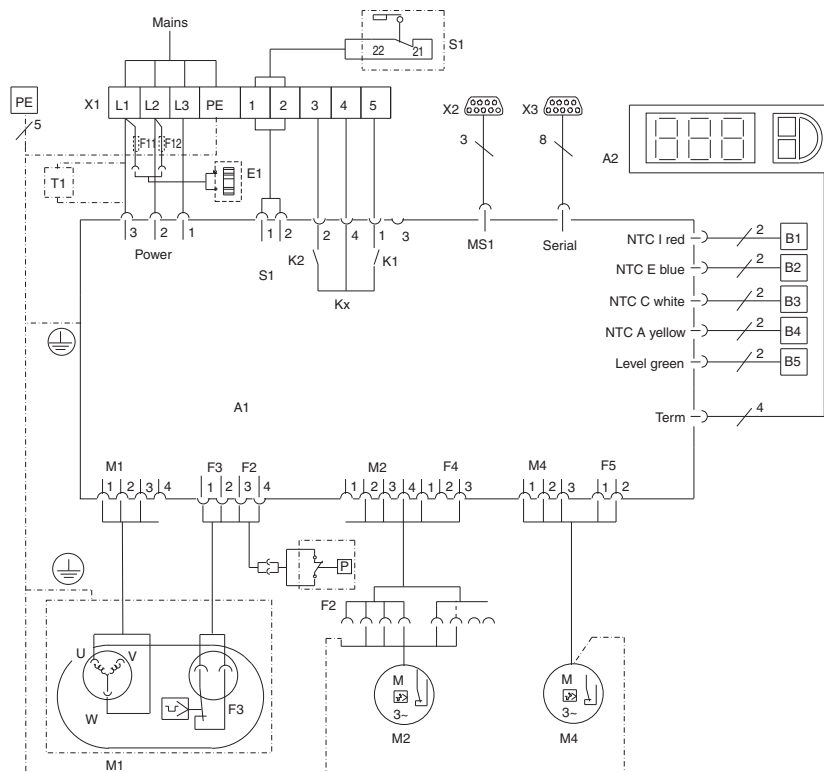 Mains
22 21 S1
PE
X1 L1 L2 L3 PE 1 2 3 4 5
X2 X3
5
F11 F12
3 8
A2
T1
E1
3 2 1
1 2
2 4 1 3
Power
S1
K2 K1
Kx
MS1 Serial
NTC I red 2 B1
NTC E blue 2 B2
NTC C white 2 B3
NTC A yellow 2 B4
Level green 2 B5
A1
Term 4
M1 F3 F2 M2 F4 M4 F5
1 2 3 4
1 2 3 4
1 2 3 4 1 2 3
1 2 3 1 2
P
F2
U V
W
F3
M
3~
M
3~
M1
M2
M4